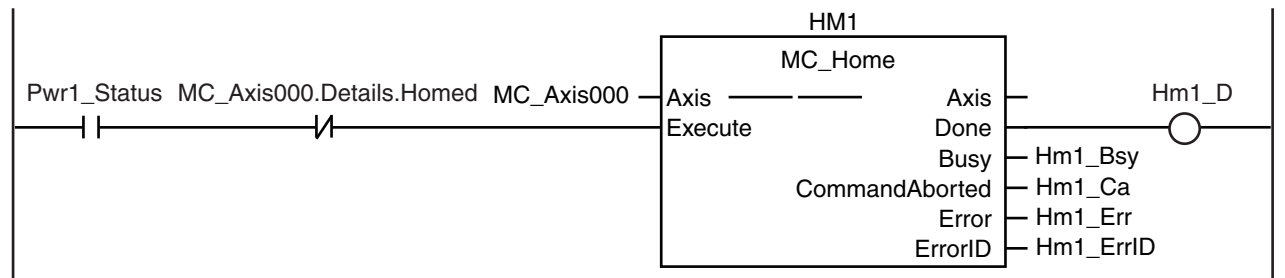 HM1
MC_Home
Pwr1_Status MC_Axis000.Details.Homed MC_Axis000 Axis Axis Hm1_D
Execute Done
Busy Hm1_Bsy
CommandAborted Hm1_Ca
Error Hm1_Err
ErrorID Hm1_ErrID